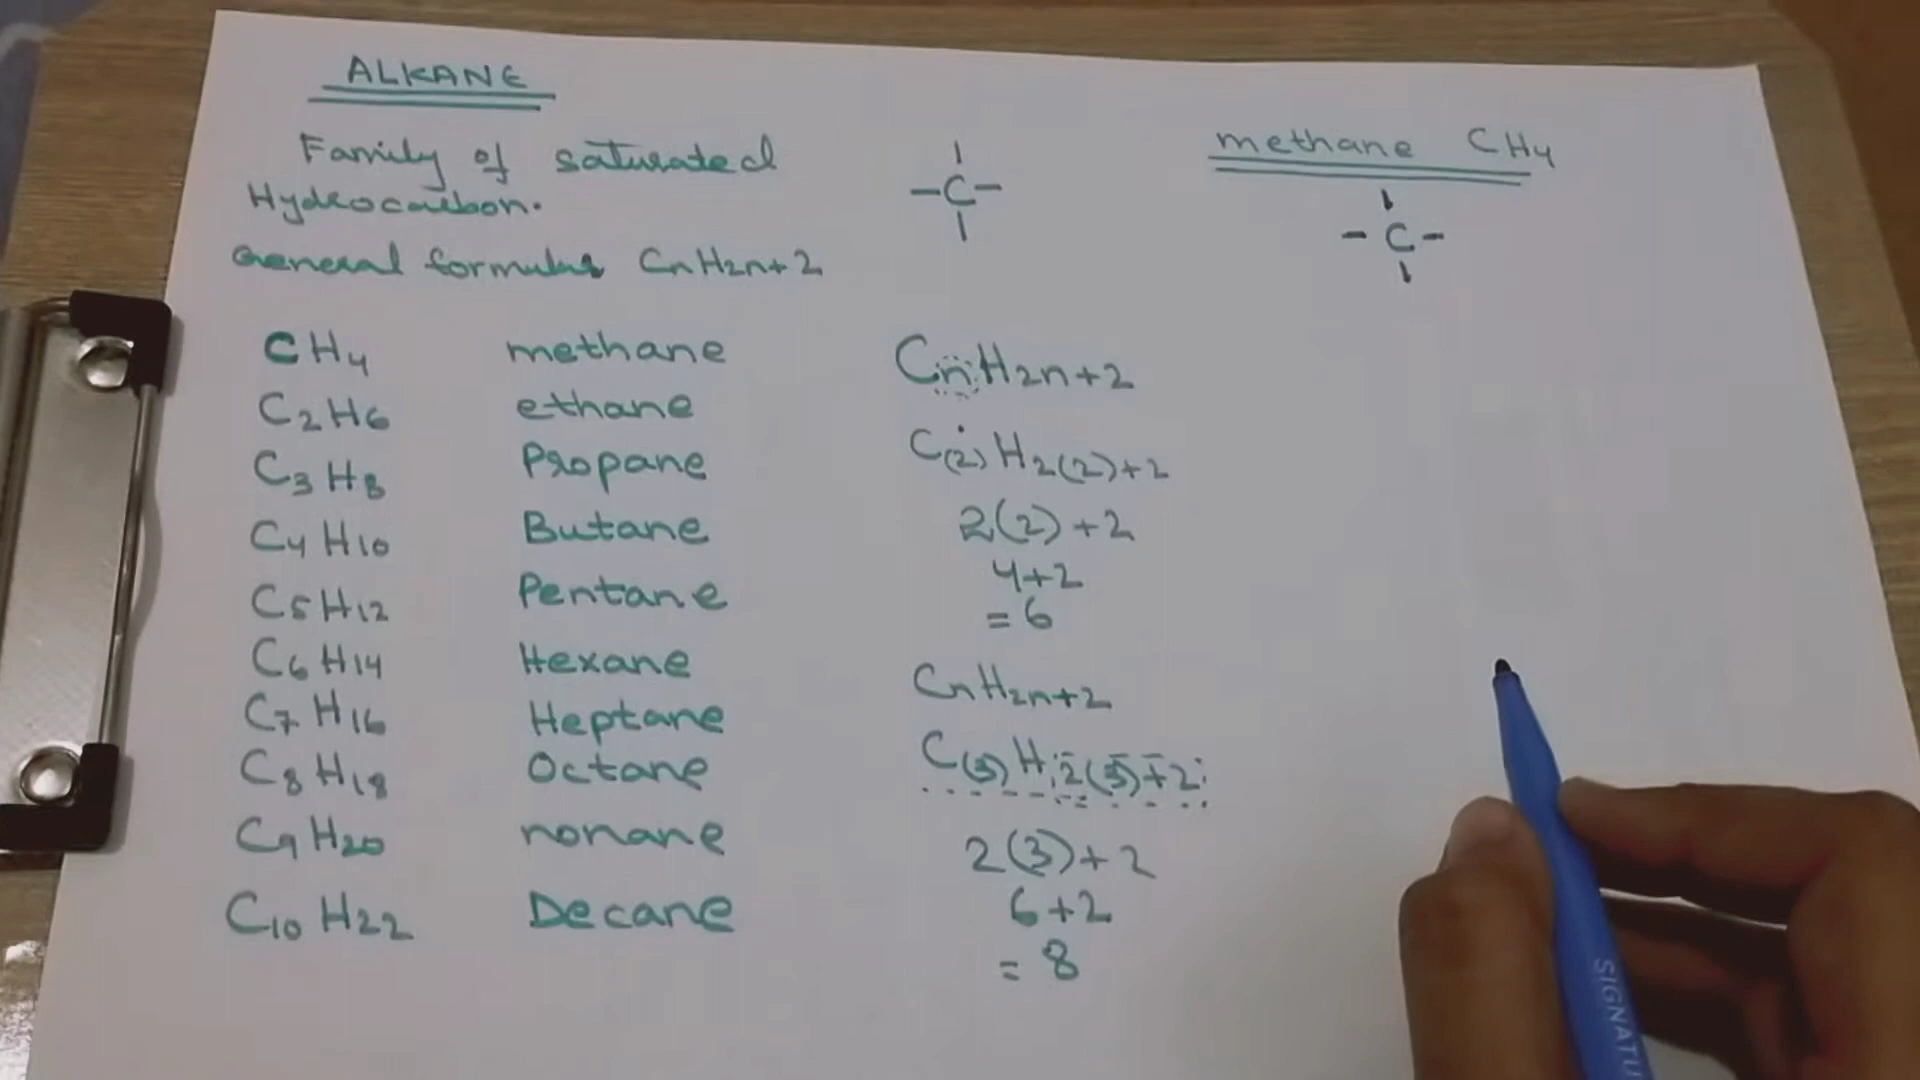 ALKANE
Family of saturated
Hydrocarbon.
General formula CnH2n+2
CH4 methane
C2H6 ethane
C3H8 Propane
C4H10 Butane
C5H12 Pentane
C6H14 Hexane
C7H16 Heptane
C8H18 Octane
C9H20 nonane
C10H22 Decane
-C-
CnH2n+2
C(2)H2(2)+2
2(2)+2
4+2
=6
CnH2n+2
C(3)H2(3)+2
2(3)+2
6+2
= 8
methane CH4
-C-
SIGNATU